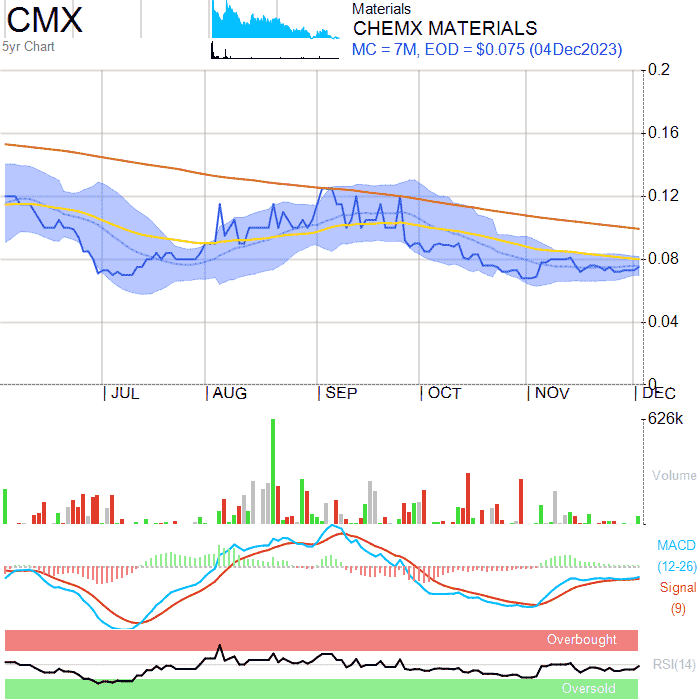 CMX
5yr Chart
Materials
CHEMX MATERIALS
MC = 7M, EOD = $0.075 (04Dec2023)
0.2
0.16
0.12
0.08
0.04
0
JUL AUG SEP OCT NOV DEC
626k
Volume
MACD
(12-26)
Signal
(9)
Overbought
RSI(14)
Oversold